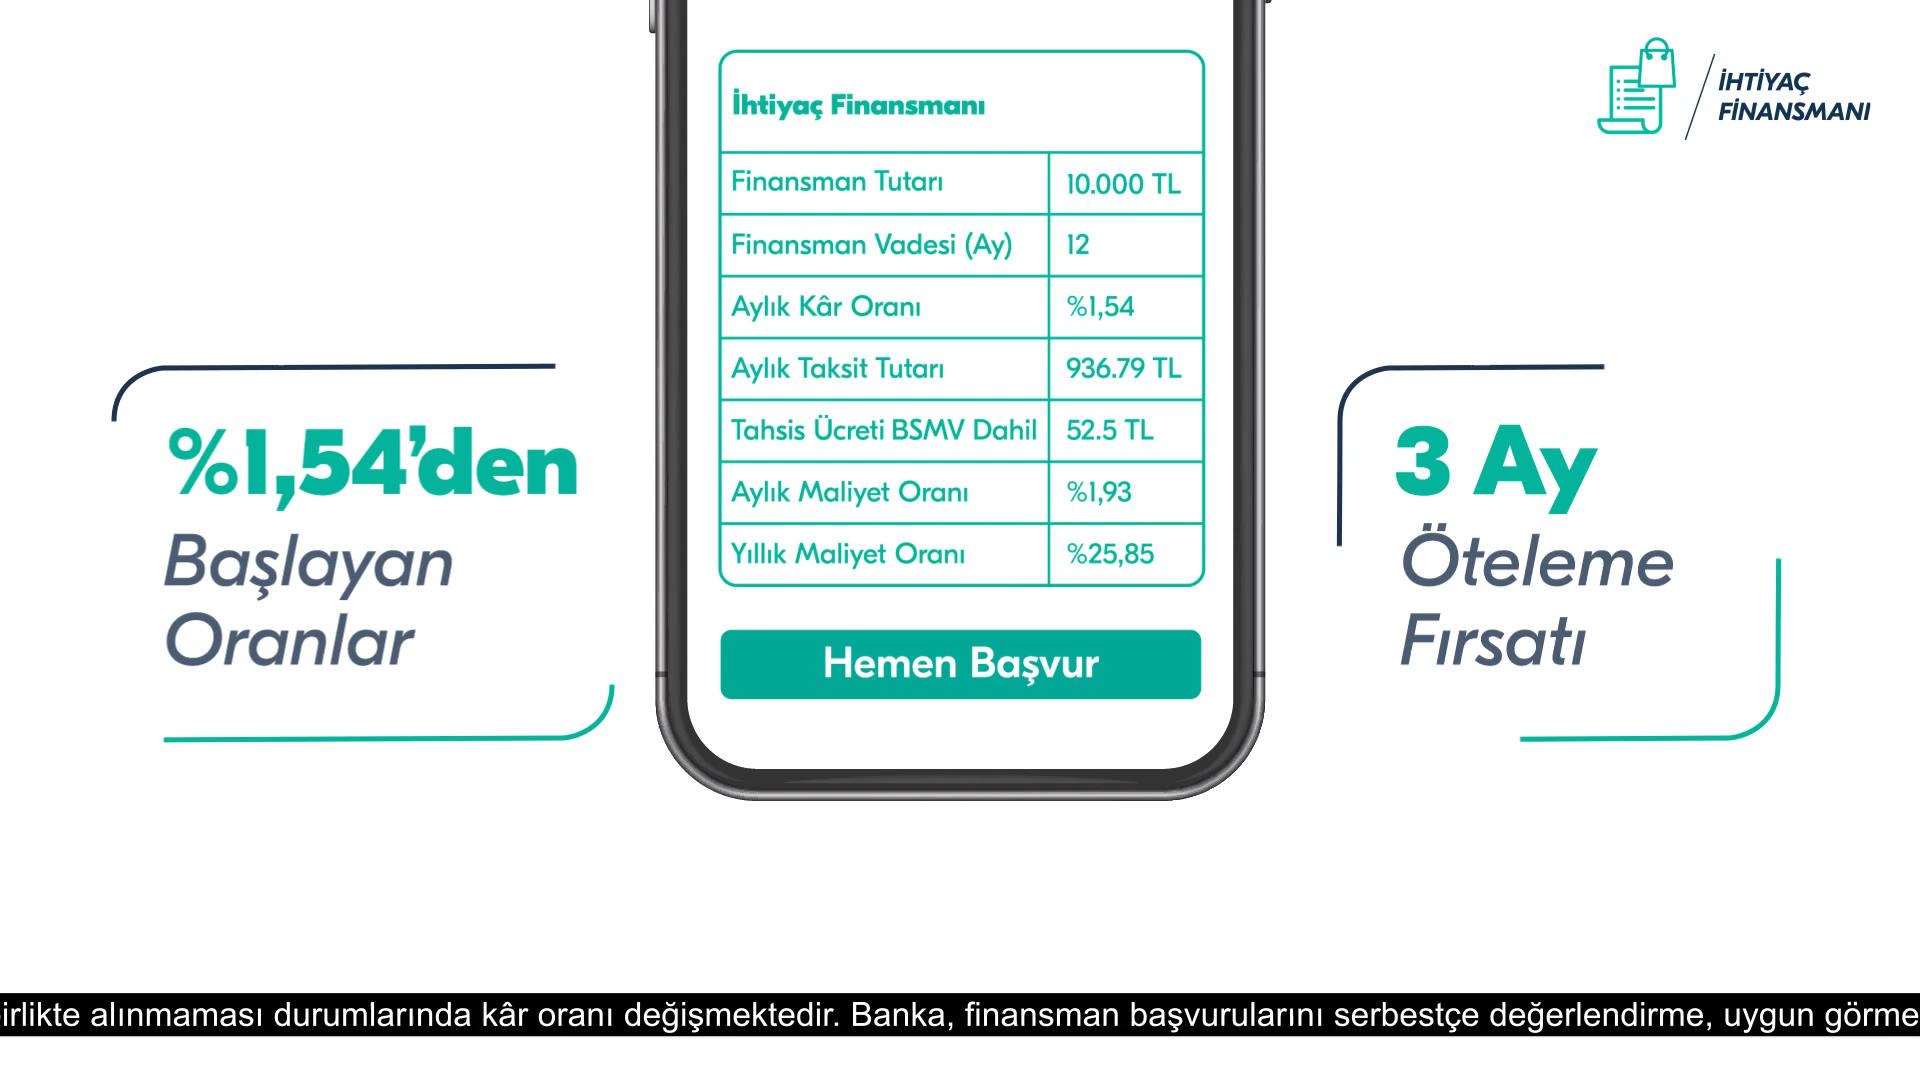 İHTİYAÇ
FİNANSMANI
İhtiyaç Finansmanı
Finansman Tutarı 10.000 TL
Finansman Vadesi (Ay) 12
Aylık Kâr Oranı %1,54
Aylık Taksit Tutarı 936.79 TL
Tahsis Ücreti BSMV Dahil 52.5 TL
Aylık Maliyet Oranı %1,93
Yıllık Maliyet Oranı %25,85
Hemen Başvur
%1,54’den
Başlayan
Oranlar
3 Ay
Öteleme
Fırsatı
irlikte alınmaması durumlarında kâr oranı değişmektedir. Banka, finansman başvurularını serbestçe değerlendirme, uygun görme